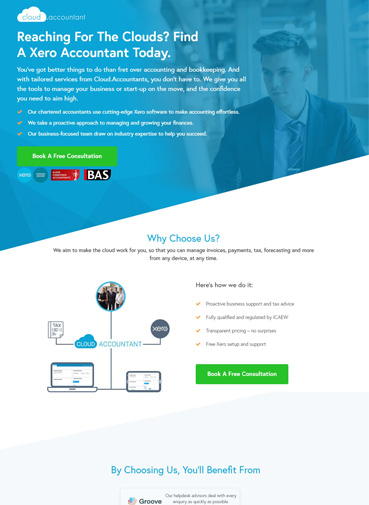 cloud.accountant
Reaching For The Clouds? Find
A Xero Accountant Today.
You've got better things to do than fret over accounting and bookkeeping. And
with tailored services from Cloud.Accountants, you don't have to. We give you all
the tools to manage your business or start-up on the move, and the confidence
you need to aim high.
Our chartered accountants use cutting-edge Xero software to make accounting effortless.
We take a proactive approach to managing and growing your finances.
Our business-focused team draw on industry expertise to help you succeed.
Book A Free Consultation
xero
BAS
Why Choose Us?
We aim to make the cloud work for you, so that you can manage invoices, payments, tax, forecasting and more
from any device, at any time.
Here's how we do it:
Proactive business support and tax advice
Fully qualified and regulated by ICAEW
Transparent pricing – no surprises
Free Xero setup and support
Book A Free Consultation
TAX
xero
CLOUD ACCOUNTANT
By Choosing Us, You'll Benefit From
Groove
Our helpdesk advisors deal with every
enquiry as quickly as possible